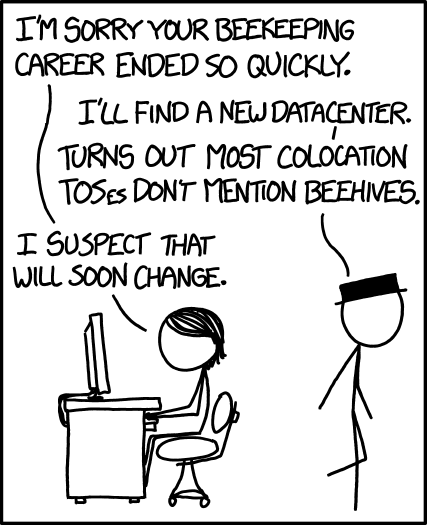 I'M SORRY YOUR BEEKEEPING
CAREER ENDED SO QUICKLY.
I'LL FIND A NEW DATACENTER.
TURNS OUT MOST COLOCATION
TOSES DON'T MENTION BEEHIVES.
I SUSPECT THAT
WILL SOON CHANGE.